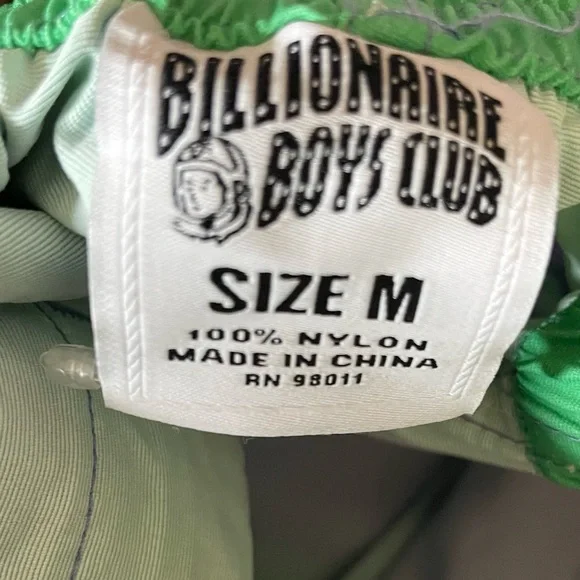 BILLIONAIRE
BOYS CLUB
SIZE M
100% NYLON
MADE IN CHINA
RN 98011